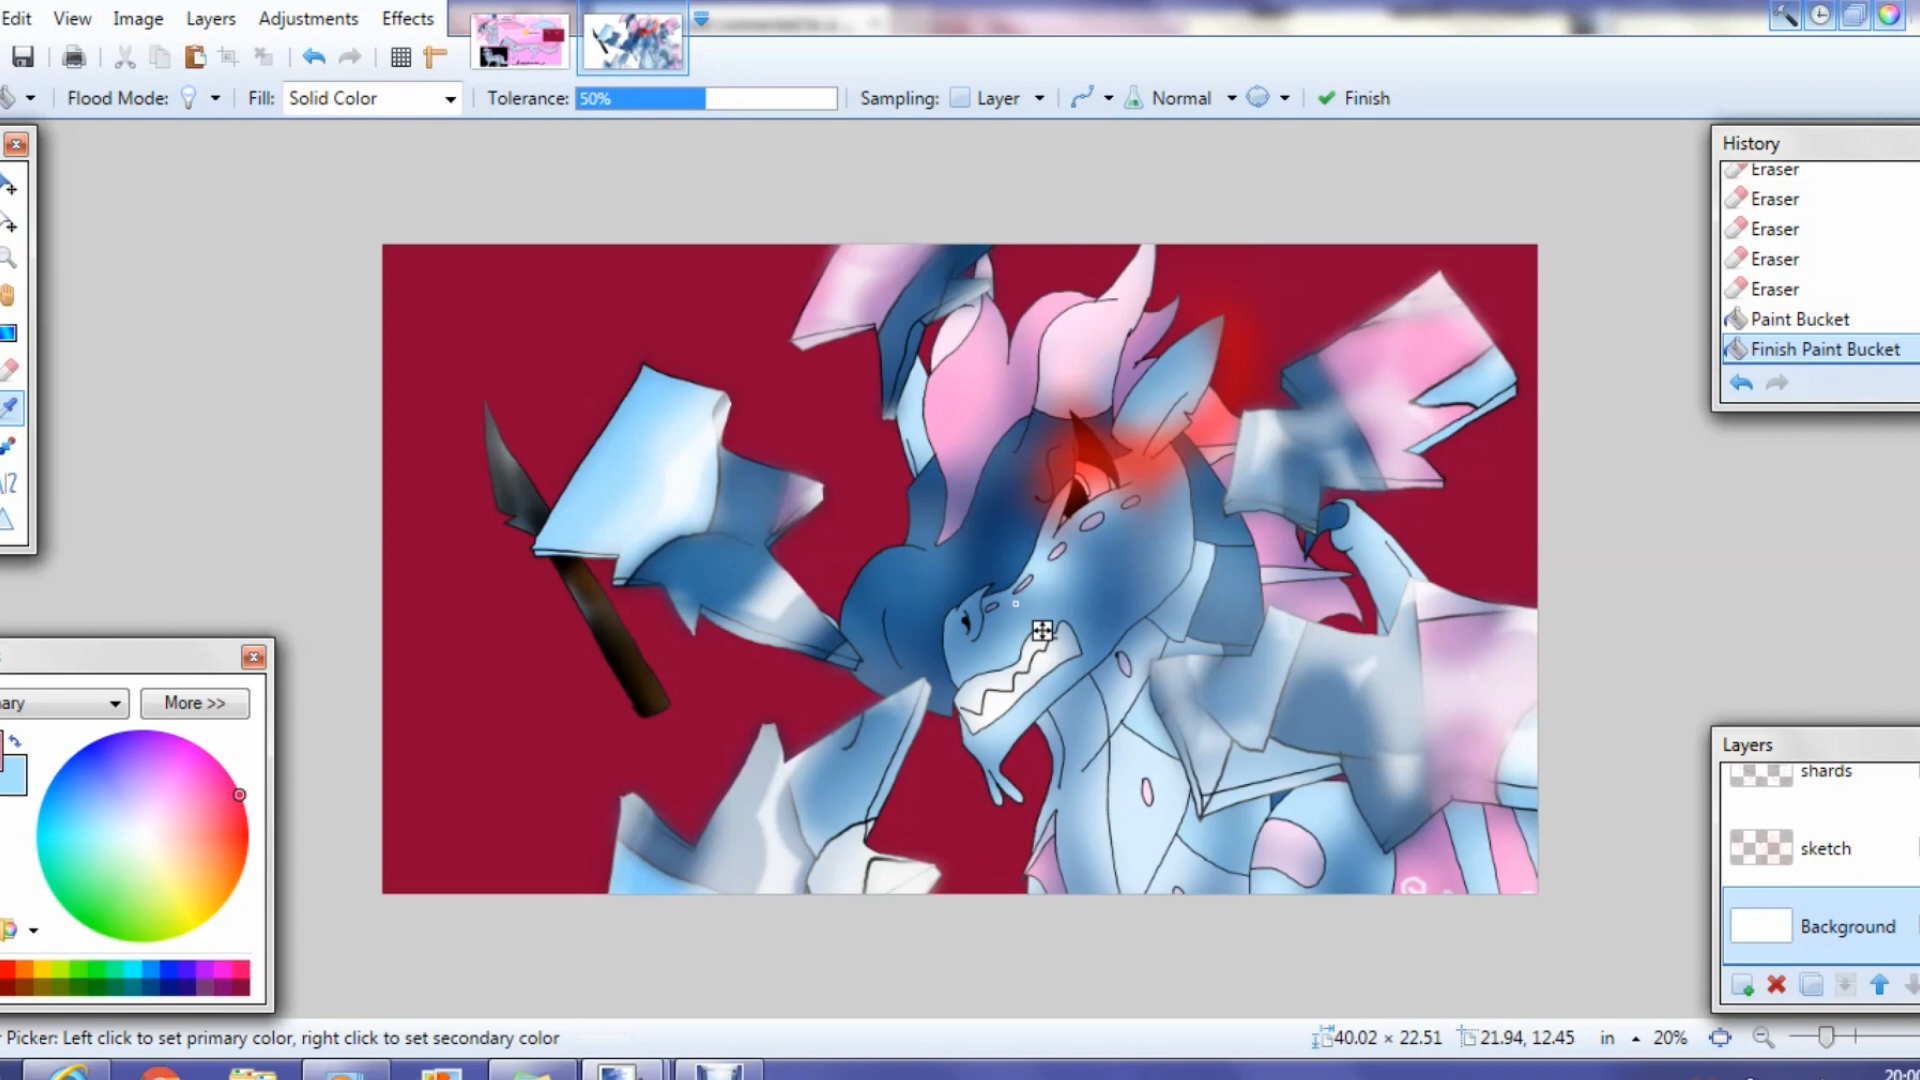 Edit View Image Layers Adjustments Effects
Flood Mode: Fill: Solid Color Tolerance: 50% Sampling: Layer Normal Finish
History
Eraser
Eraser
Eraser
Eraser
Eraser
Paint Bucket
Finish Paint Bucket
More >>
Layers
shards
sketch
Background
Picker: Left click to set primary color, right click to set secondary color
40.02 × 22.51 21.94, 12.45 in 20%